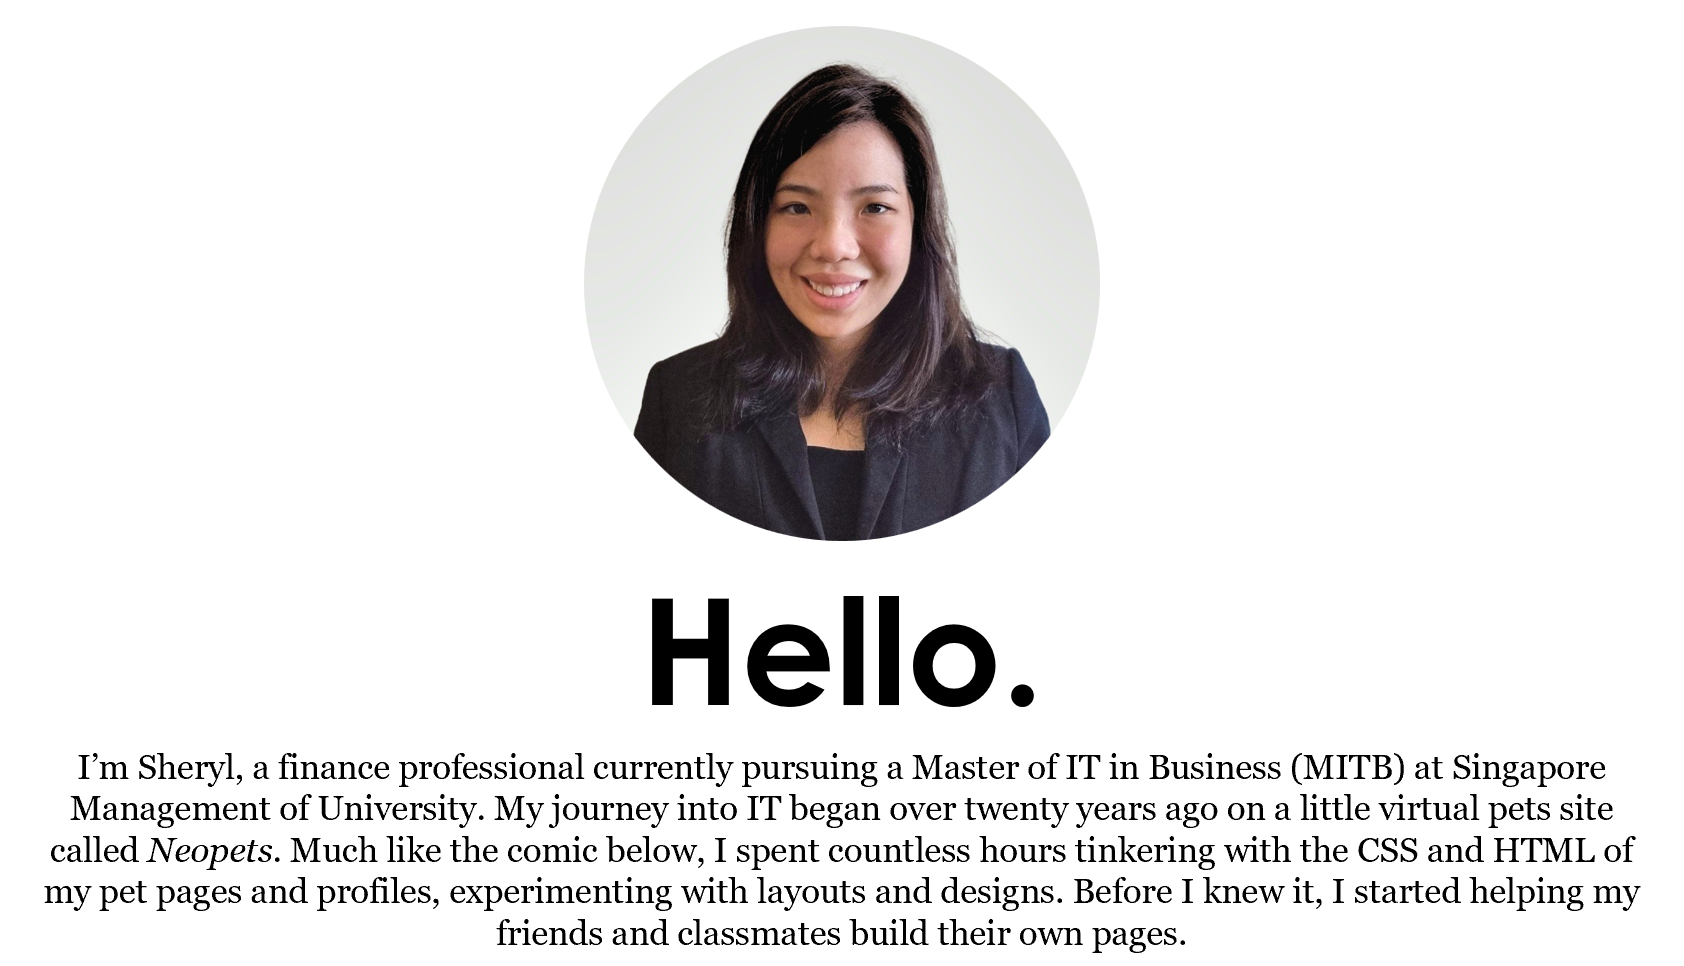 Hello.
I’m Sheryl, a finance professional currently pursuing a Master of IT in Business (MITB) at Singapore
Management of University. My journey into IT began over twenty years ago on a little virtual pets site
called Neopets. Much like the comic below, I spent countless hours tinkering with the CSS and HTML of
my pet pages and profiles, experimenting with layouts and designs. Before I knew it, I started helping my
friends and classmates build their own pages.